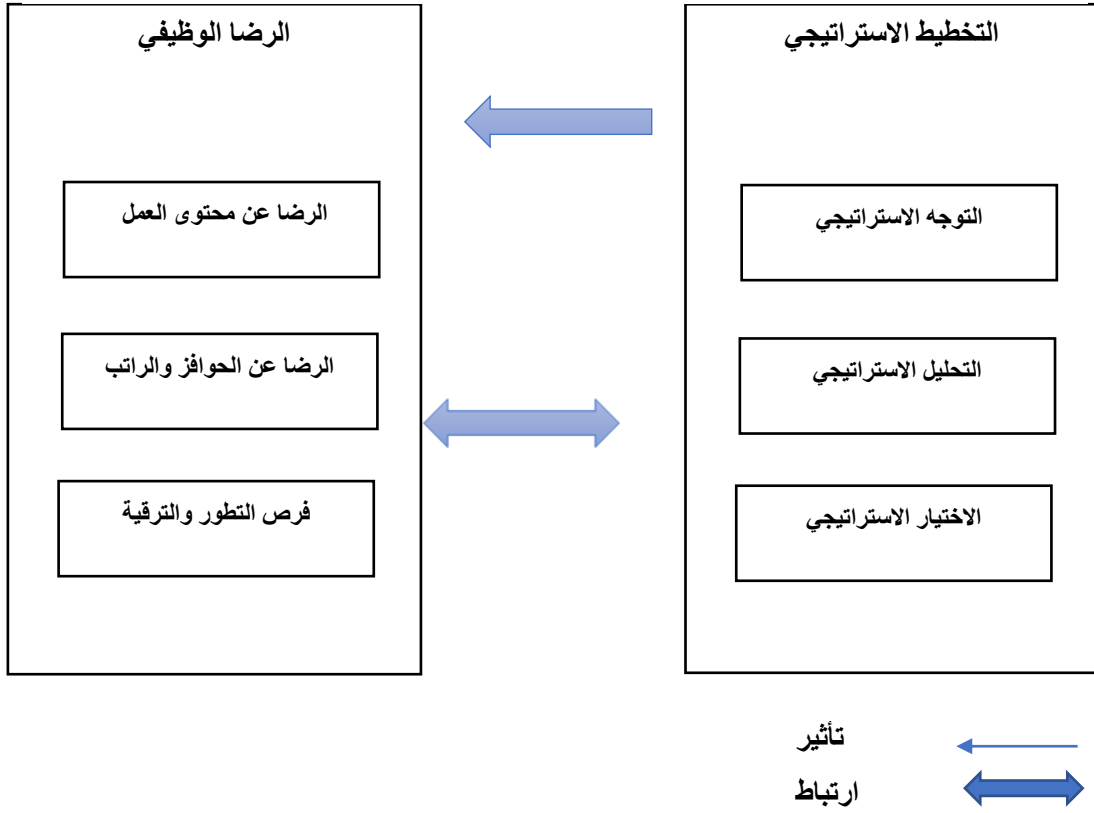 التخطيط الاستراتيجي
التوجه الاستراتيجي
التحليل الاستراتيجي
الاختيار الاستراتيجي
الرضا الوظيفي
الرضا عن محتوى العمل
الرضا عن الحوافز والراتب
فرص التطور والترقية
تأثير
ارتباط